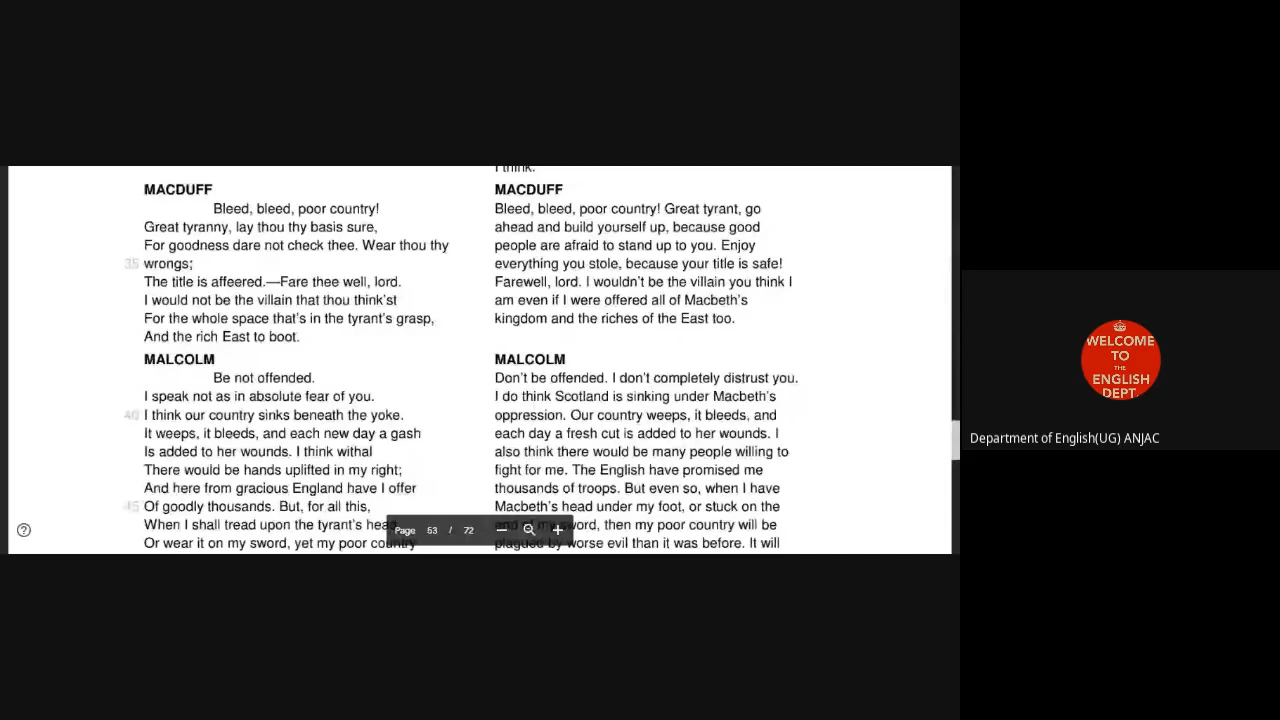 I think.
MACDUFF
Bleed, bleed, poor country!
Great tyranny, lay thou thy basis sure,
For goodness dare not check thee. Wear thou thy
35 wrongs;
The title is affeered.—Fare thee well, lord.
I would not be the villain that thou think'st
For the whole space that's in the tyrant's grasp,
And the rich East to boot.
MALCOLM
Be not offended.
I speak not as in absolute fear of you.
40 I think our country sinks beneath the yoke.
It weeps, it bleeds, and each new day a gash
Is added to her wounds. I think withal
There would be hands uplifted in my right;
And here from gracious England have I offer
45 Of goodly thousands. But, for all this,
When I shall tread upon the tyrant's head,
Or wear it on my sword, yet my poor country
MACDUFF
Bleed, bleed, poor country! Great tyrant, go
ahead and build yourself up, because good
people are afraid to stand up to you. Enjoy
everything you stole, because your title is safe!
Farewell, lord. I wouldn't be the villain you think I
am even if I were offered all of Macbeth's
kingdom and the riches of the East too.
MALCOLM
Don't be offended. I don't completely distrust you.
I do think Scotland is sinking under Macbeth's
oppression. Our country weeps, it bleeds, and
each day a fresh cut is added to her wounds. I
also think there would be many people willing to
fight for me. The English have promised me
thousands of troops. But even so, when I have
Macbeth's head under my foot, or stuck on the
end of my sword, then my poor country will be
plagued by worse evil than it was before. It will
Page 53 / 72
WELCOME
TO
THE
ENGLISH
DEPT.
Department of English(UG) ANJAC